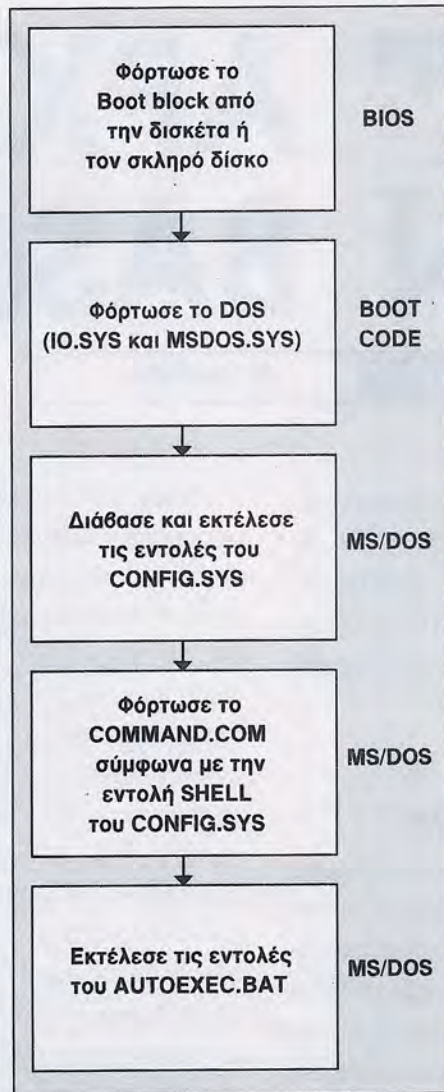 Φόρτωσε το
Boot block από
την δισκέτα ή
τον σκληρό δίσκο
BIOS
Φόρτωσε το DOS
(IO.SYS και MSDOS.SYS)
BOOT
CODE
Διάβασε και εκτέλεσε
τις εντολές του
CONFIG.SYS
MS/DOS
Φόρτωσε το
COMMAND.COM
σύμφωνα με την
εντολή SHELL
του CONFIG.SYS
MS/DOS
Εκτέλεσε τις εντολές
του AUTOEXEC.BAT
MS/DOS